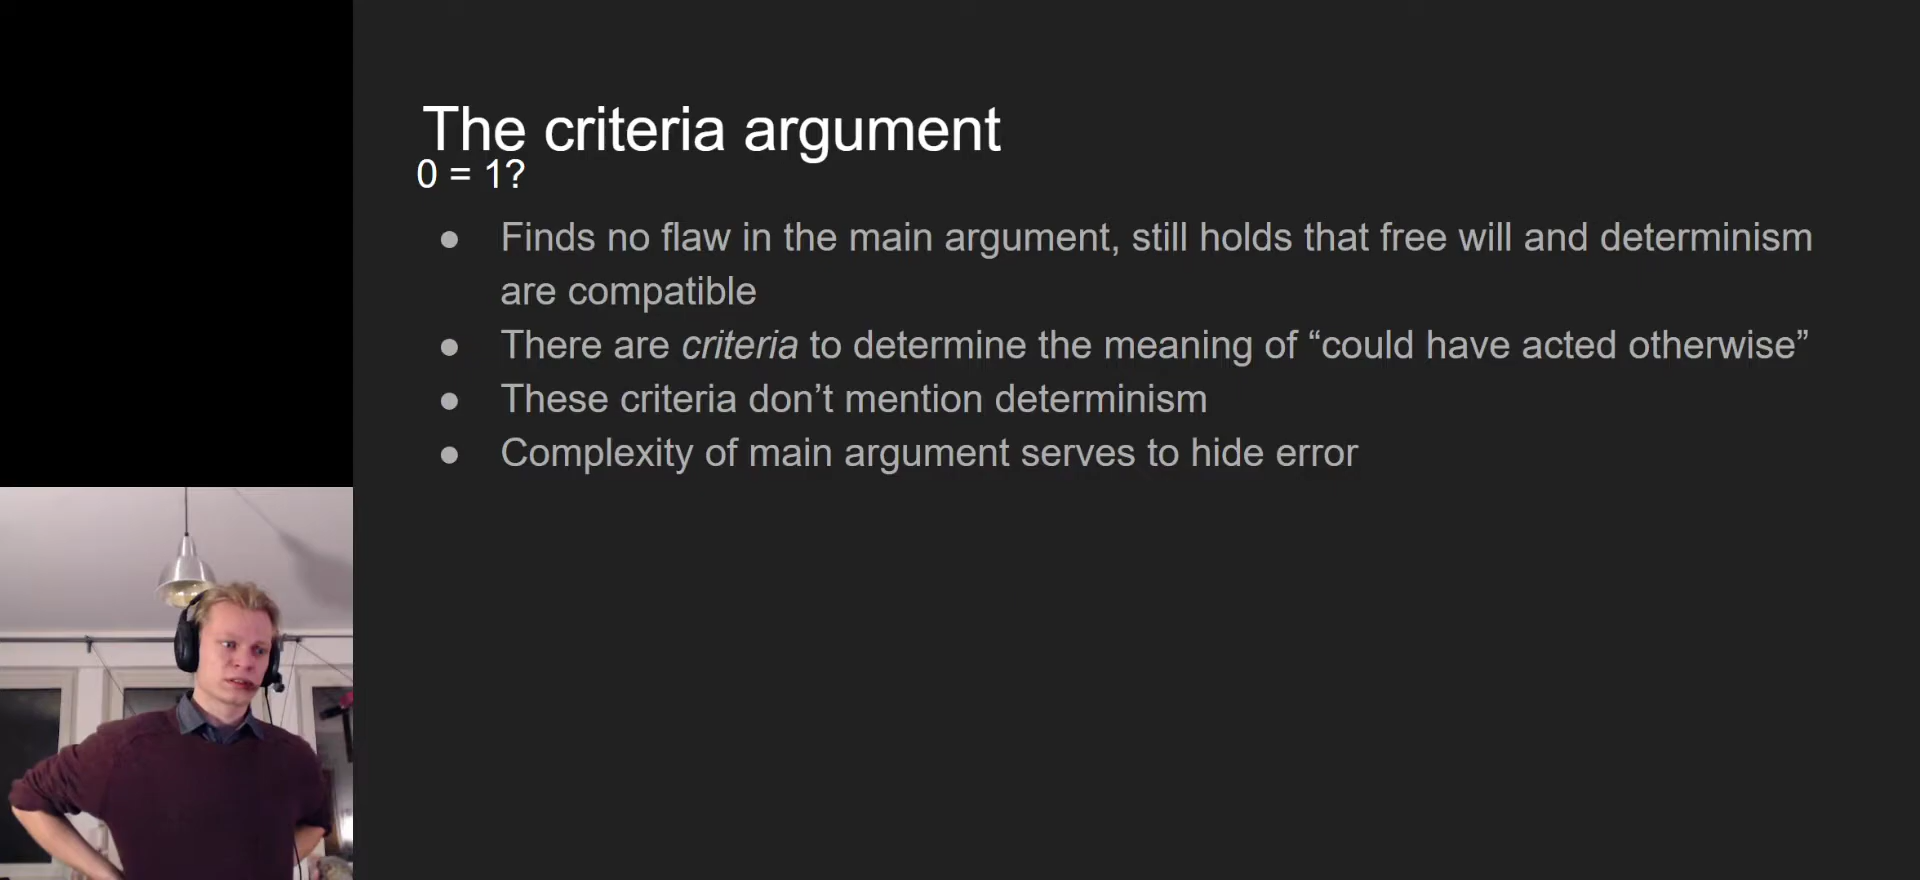 The criteria argument
0 = 1?
● Finds no flaw in the main argument, still holds that free will and determinism
are compatible
● There are criteria to determine the meaning of “could have acted otherwise”
● These criteria don’t mention determinism
● Complexity of main argument serves to hide error